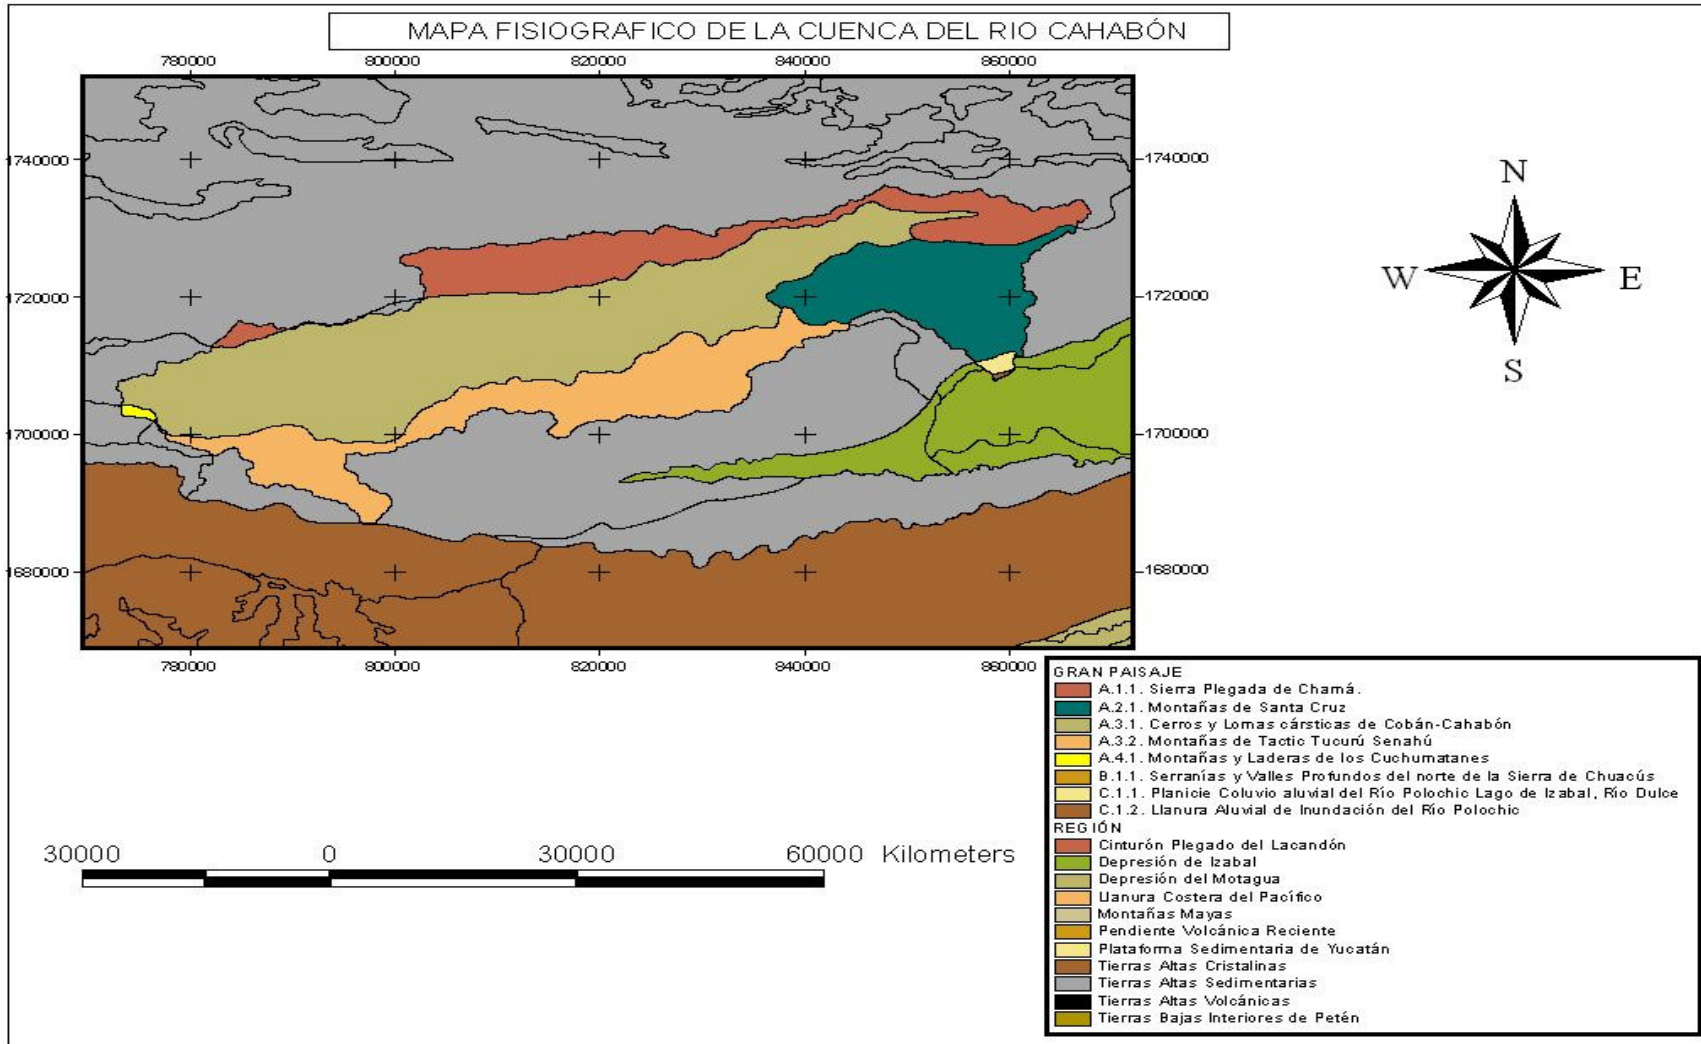 MAPA FISIOGRAFICO DE LA CUENCA DEL RIO CAHABÓN
780000 800000 820000 840000 860000
1740000 1740000
1720000 1720000
1700000 1700000
1680000 1680000
780000 800000 820000 840000 860000
N
W E
S
GRAN PAISAJE
A.1.1. Sierra Plegada de Chamá.
A.2.1. Montañas de Santa Cruz
A.3.1. Cerros y Lomas cársticas de Cobán-Cahabón
A.3.2. Montañas de Tactic Tucurú Senahú
A.4.1. Montañas y Laderas de los Cuchumatanes
B.1.1. Serranías y Valles Profundos del norte de la Sierra de Chuacús
C.1.1. Planicie Coluvio aluvial del Río Polochic Lago de Izabal, Río Dulce
C.1.2. Llanura Aluvial de Inundación del Río Polochic
REGIÓN
Cinturón Plegado del Lacandón
Depresión de Izabal
Depresión del Motagua
Llanura Costera del Pacífico
Montañas Mayas
Pendiente Volcánica Reciente
Plataforma Sedimentaria de Yucatán
Tierras Altas Cristalinas
Tierras Altas Sedimentarias
Tierras Altas Volcánicas
Tierras Bajas Interiores de Petén
30000 0 30000 60000 Kilometers